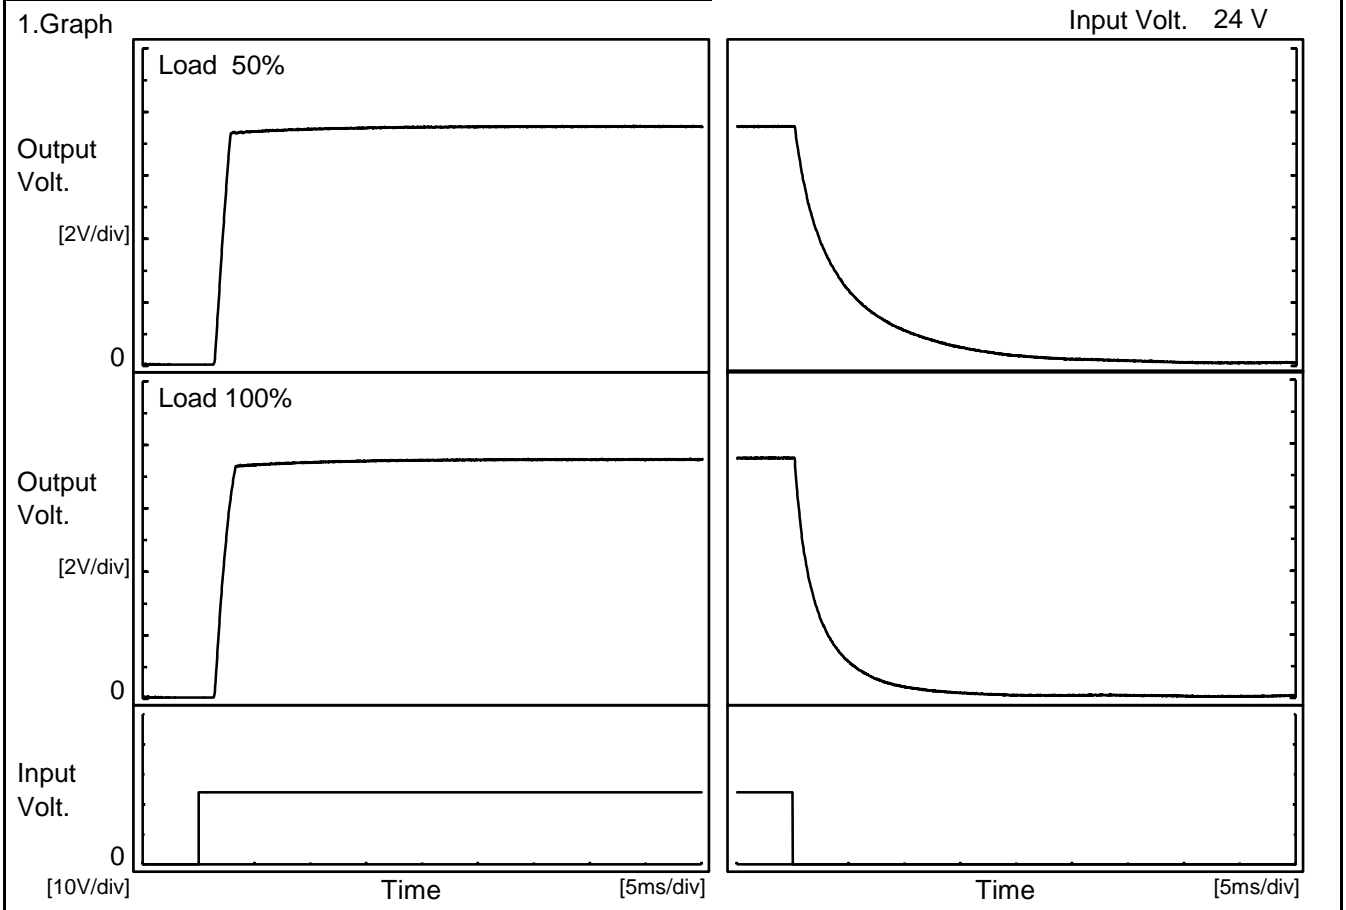 1.Graph
Input Volt. 24 V
Load 50%
Output
Volt.
[2V/div]
0
Load 100%
Output
Volt.
[2V/div]
0
Input
Volt.
0
[10V/div]
Time
[5ms/div]
Time
[5ms/div]